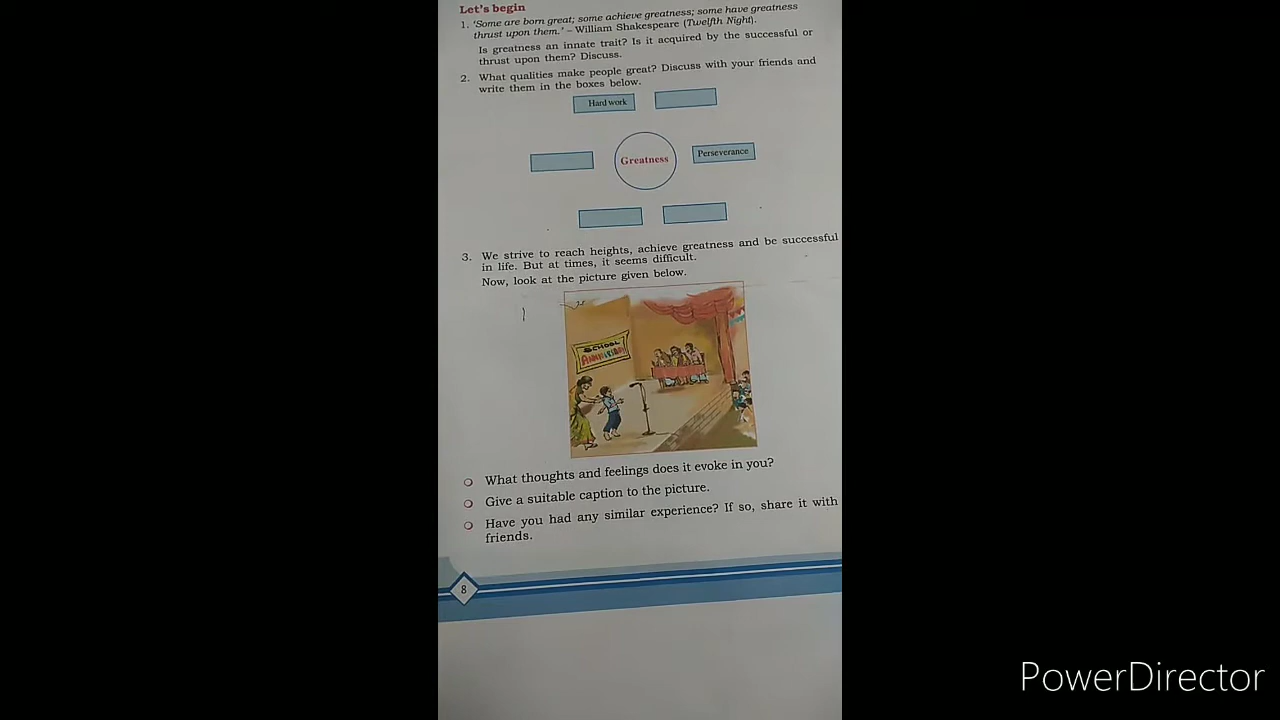 Let's begin
1. 'Some are born great; some achieve greatness; some have greatness
thrust upon them.' – William Shakespeare (Twelfth Night).
Is greatness an innate trait? Is it acquired by the successful or
thrust upon them? Discuss.
2. What qualities make people great? Discuss with your friends and
write them in the boxes below.
Hard work
Greatness
Perseverance
3. We strive to reach heights, achieve greatness and be successful
in life. But at times, it seems difficult.
Now, look at the picture given below.
SCHOOL
What thoughts and feelings does it evoke in you?
Give a suitable caption to the picture.
Have you had any similar experience? If so, share it with
friends.
8
PowerDirector